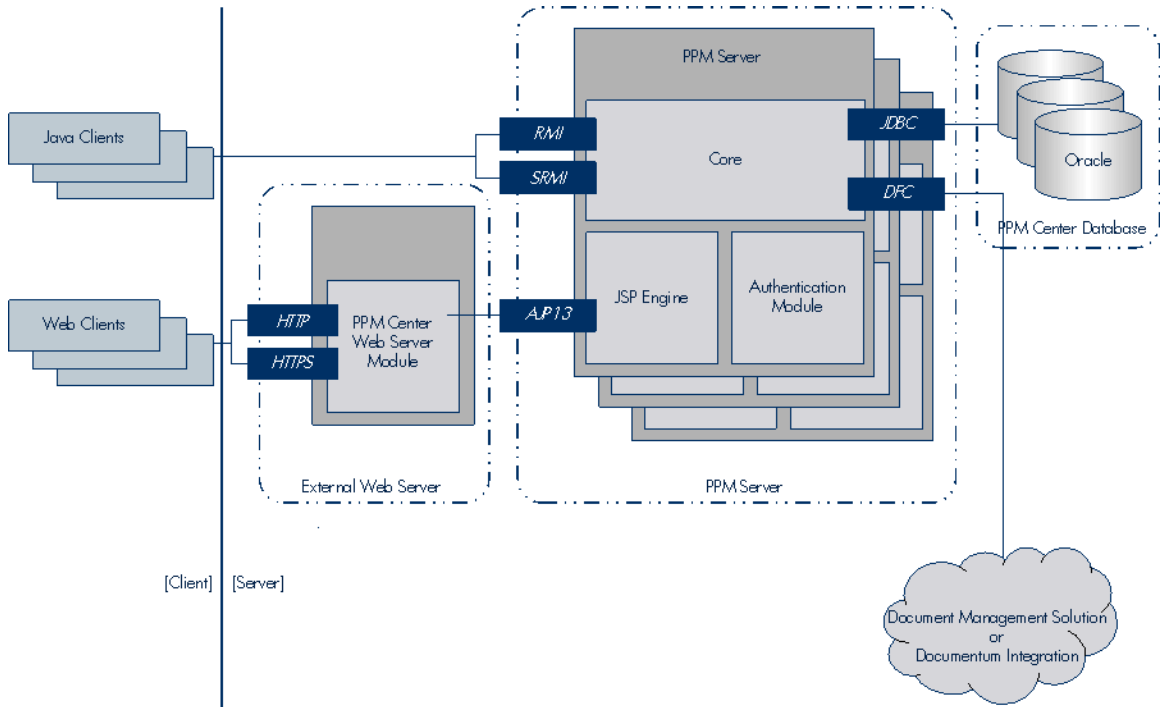 PPM Server
Java Clients
RMI
SRMI
Core
JDBC
DFC
Oracle
PPM Center Database
Web Clients
HTTP
HTTPS
PPM Center
Web Server
Module
AJP13
JSP Engine
Authentication
Module
External Web Server
PPM Server
[Client]
[Server]
Document Management Solution
or
Documentum Integration